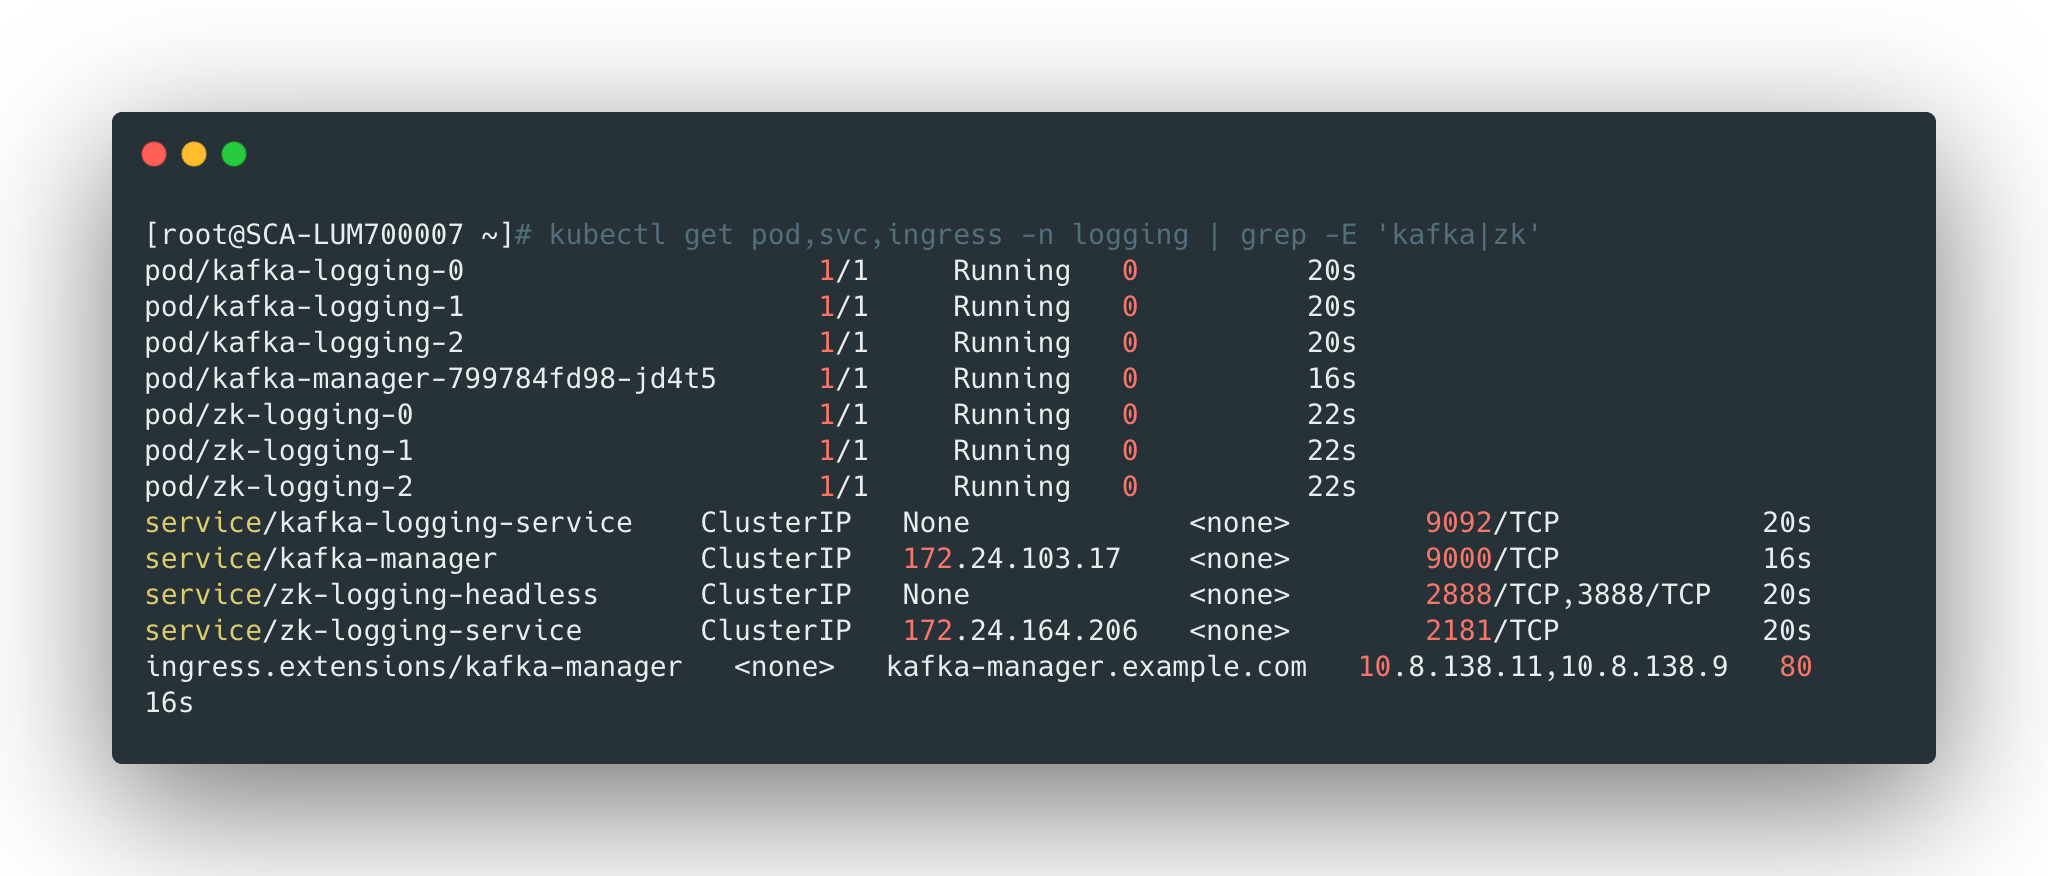 [root@SCA-LUM700007 ~]# kubectl get pod,svc,ingress -n logging | grep -E 'kafka|zk'
pod/kafka-logging-0                     1/1     Running   0          20s
pod/kafka-logging-1                     1/1     Running   0          20s
pod/kafka-logging-2                     1/1     Running   0          20s
pod/kafka-manager-799784fd98-jd4t5      1/1     Running   0          16s
pod/zk-logging-0                        1/1     Running   0          22s
pod/zk-logging-1                        1/1     Running   0          22s
pod/zk-logging-2                        1/1     Running   0          22s
service/kafka-logging-service    ClusterIP   None             <none>        9092/TCP            20s
service/kafka-manager            ClusterIP   172.24.103.17    <none>        9000/TCP            16s
service/zk-logging-headless      ClusterIP   None             <none>        2888/TCP,3888/TCP   20s
service/zk-logging-service       ClusterIP   172.24.164.206   <none>        2181/TCP            20s
ingress.extensions/kafka-manager   <none>   kafka-manager.example.com   10.8.138.11,10.8.138.9   80
16s